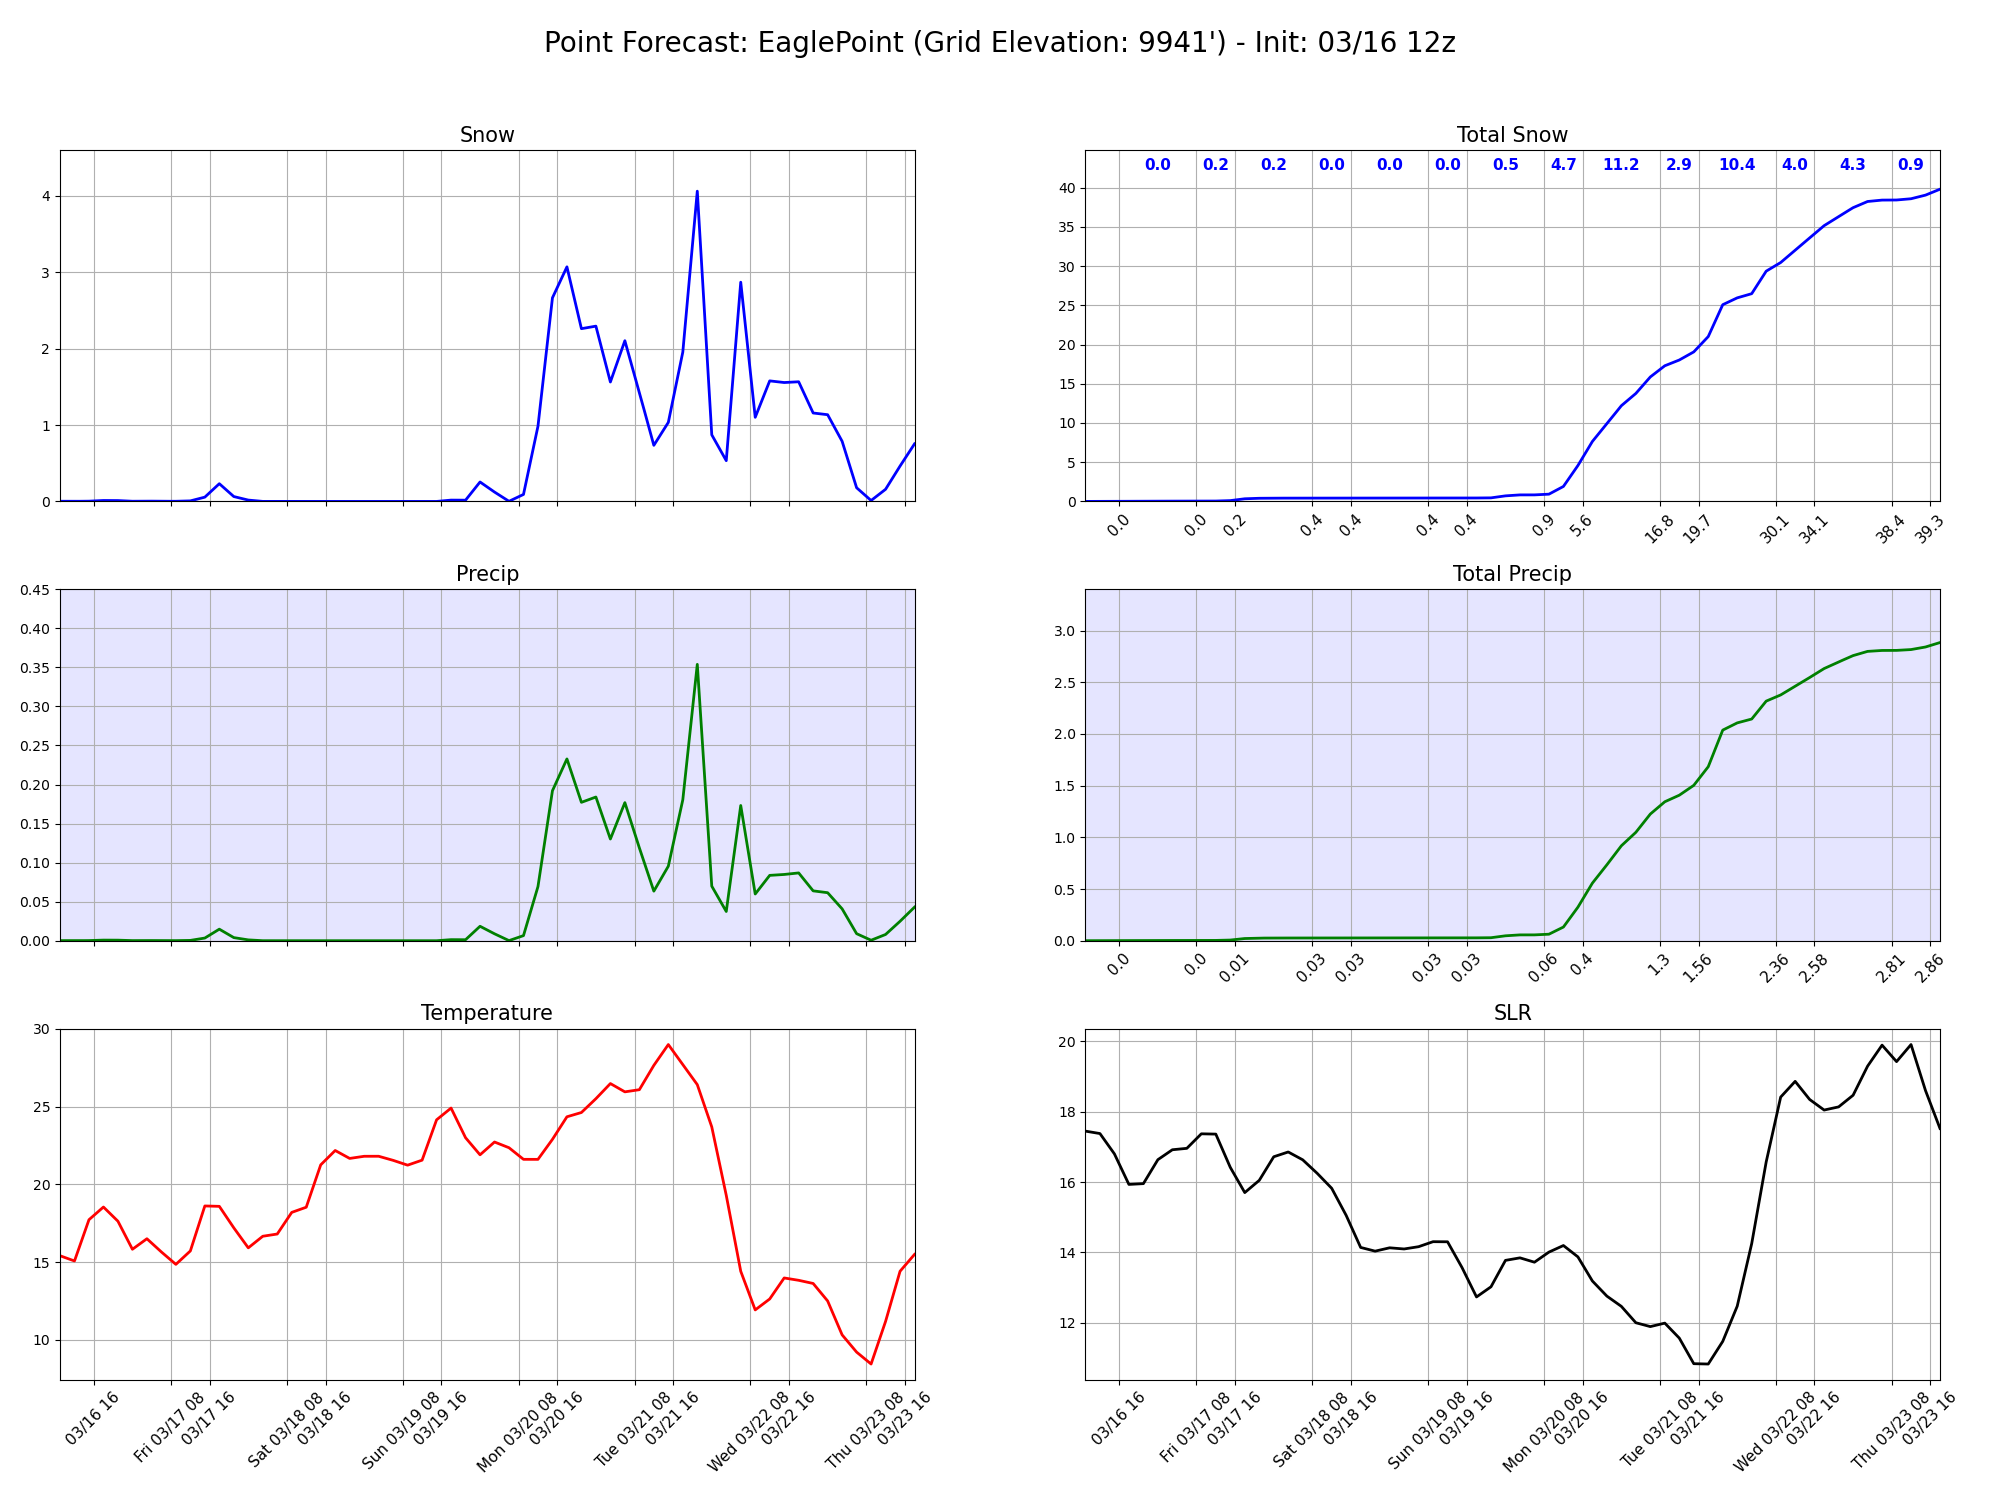 Point Forecast: EaglePoint (Grid Elevation: 9941') - Init: 03/16 12z
Snow
4
3
2
1
0
Total Snow
0.0 0.2 0.2 0.0 0.0 0.0 0.5 4.7 11.2 2.9 10.4 4.0 4.3 0.9
40
35
30
25
20
15
10
5
0
0.0 0.0 0.2 0.4 0.4 0.4 0.4 0.9 5.6 16.8 19.7 30.1 34.1 38.4 39.3
Precip
0.45
0.40
0.35
0.30
0.25
0.20
0.15
0.10
0.05
0.00
Total Precip
3.0
2.5
2.0
1.5
1.0
0.5
0.0
0.0 0.0 0.01 0.03 0.03 0.03 0.03 0.06 0.4 1.3 1.56 2.36 2.58 2.81 2.86
Temperature
30
25
20
15
10
03/16 16
Fri 03/17 08
03/17 16
Sat 03/18 08
03/18 16
Sun 03/19 08
03/19 16
Mon 03/20 08
03/20 16
Tue 03/21 08
03/21 16
Wed 03/22 08
03/22 16
Thu 03/23 08
03/23 16
SLR
20
18
16
14
12
03/16 16
Fri 03/17 08
03/17 16
Sat 03/18 08
03/18 16
Sun 03/19 08
03/19 16
Mon 03/20 08
03/20 16
Tue 03/21 08
03/21 16
Wed 03/22 08
03/22 16
Thu 03/23 08
03/23 16